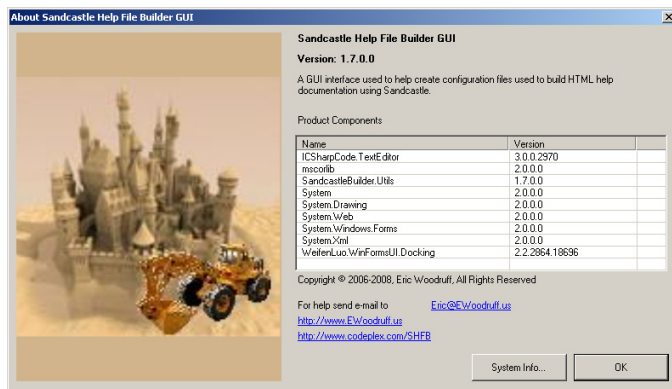 About Sandcastle Help File Builder GUI
Sandcastle Help File Builder GUI
Version: 1.7.0.0
A GUI interface used to help create configuration files used to build HTML help
documentation using Sandcastle.
Product Components
Name Version
ICSharpCode.TextEditor 3.0.0.2970
mscorlib 2.0.0.0
SandcastleBuilder.Utils 1.7.0.0
System 2.0.0.0
System.Drawing 2.0.0.0
System.Web 2.0.0.0
System.Windows.Forms 2.0.0.0
System.Xml 2.0.0.0
WeifenLuo.WinFormsUI.Docking 2.2.2864.18696
Copyright © 2006-2008, Eric Woodruff, All Rights Reserved
For help send e-mail to Eric@EWoodruff.us
http://www.EWoodruff.us
http://www.codeplex.com/SHFB
System Info... OK